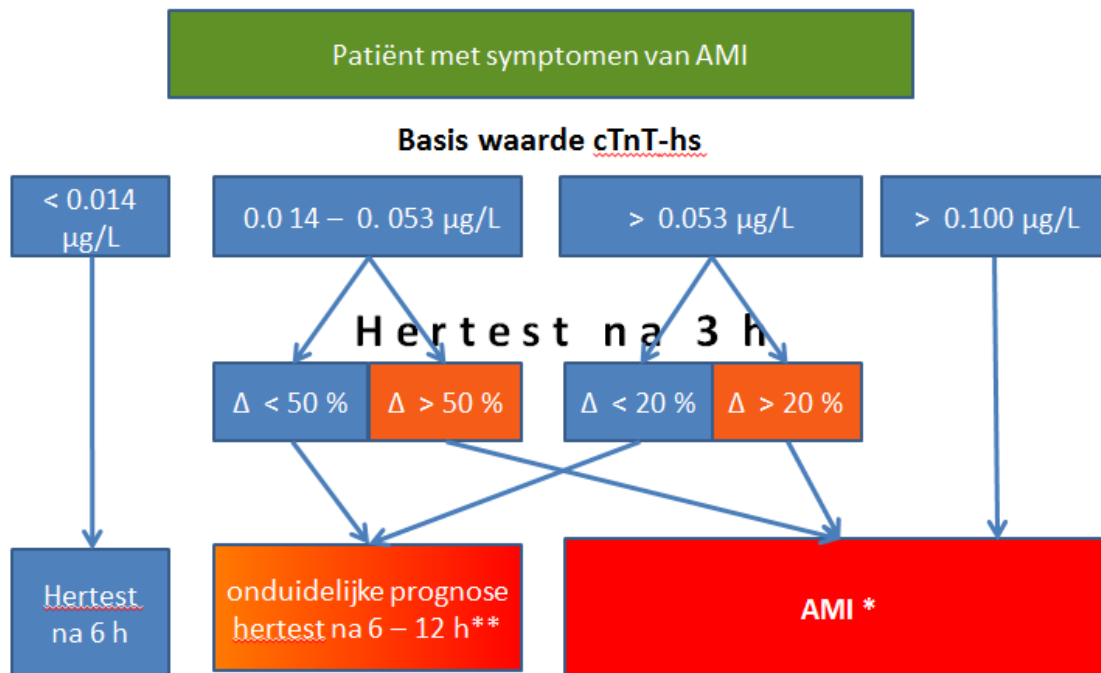 Patiënt met symptomen van AMI
Basis waarde cTnT-hs
< 0.014
µg/L
0.0 14 – 0. 053 µg/L
> 0.053 µg/L
> 0.100 µg/L
Hertest na 3 h
Δ < 50 %
Δ > 50 %
Δ < 20 %
Δ > 20 %
Hertest
na 6 h
onduidelijke prognose
hertest na 6 – 12 h**
AMI *